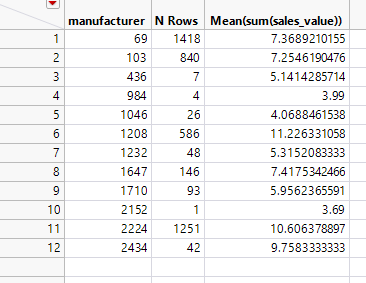 manufacturer N Rows Mean(sum(sales_value))
1 69 1418 7.3689210155
2 103 840 7.2546190476
3 436 7 5.1414285714
4 984 4 3.99
5 1046 26 4.0688461538
6 1208 586 11.226331058
7 1232 48 5.3152083333
8 1647 146 7.4175342466
9 1710 93 5.9562365591
10 2152 1 3.69
11 2224 1251 10.606378897
12 2434 42 9.7583333333